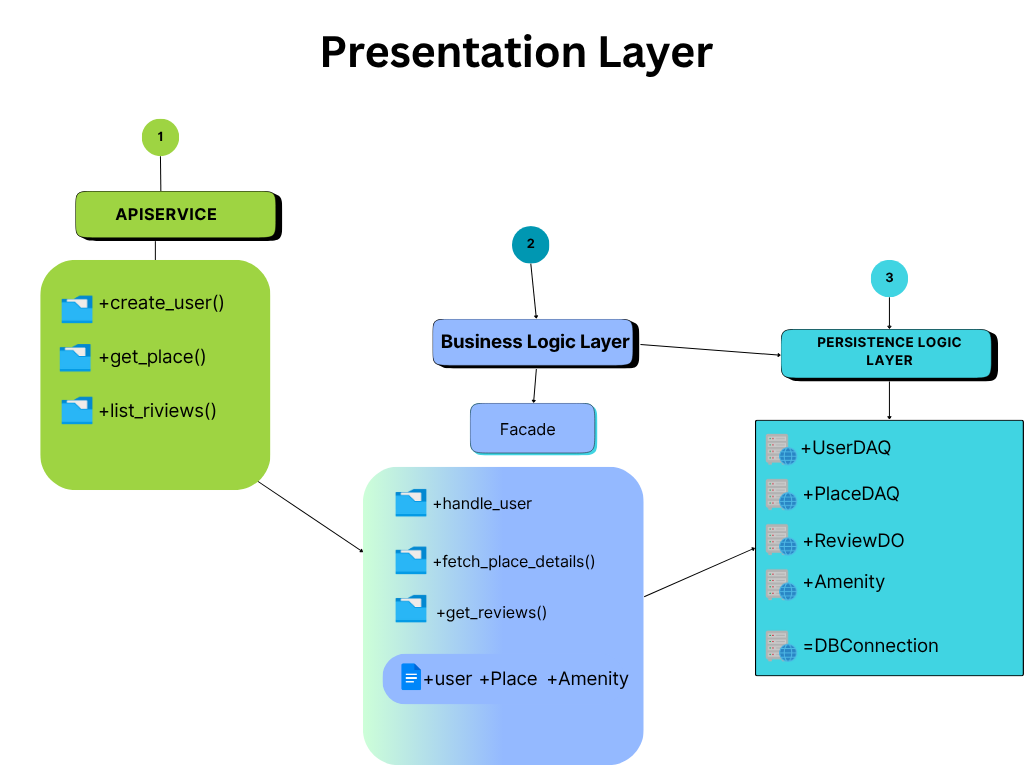 Presentation Layer
1
APISERVICE
+create_user()
+get_place()
+list_riviews()
2
Business Logic Layer
Facade
+handle_user
+fetch_place_details()
+get_reviews()
+user +Place +Amenity
3
PERSISTENCE LOGIC
LAYER
+UserDAQ
+PlaceDAQ
+ReviewDO
+Amenity
=DBConnection